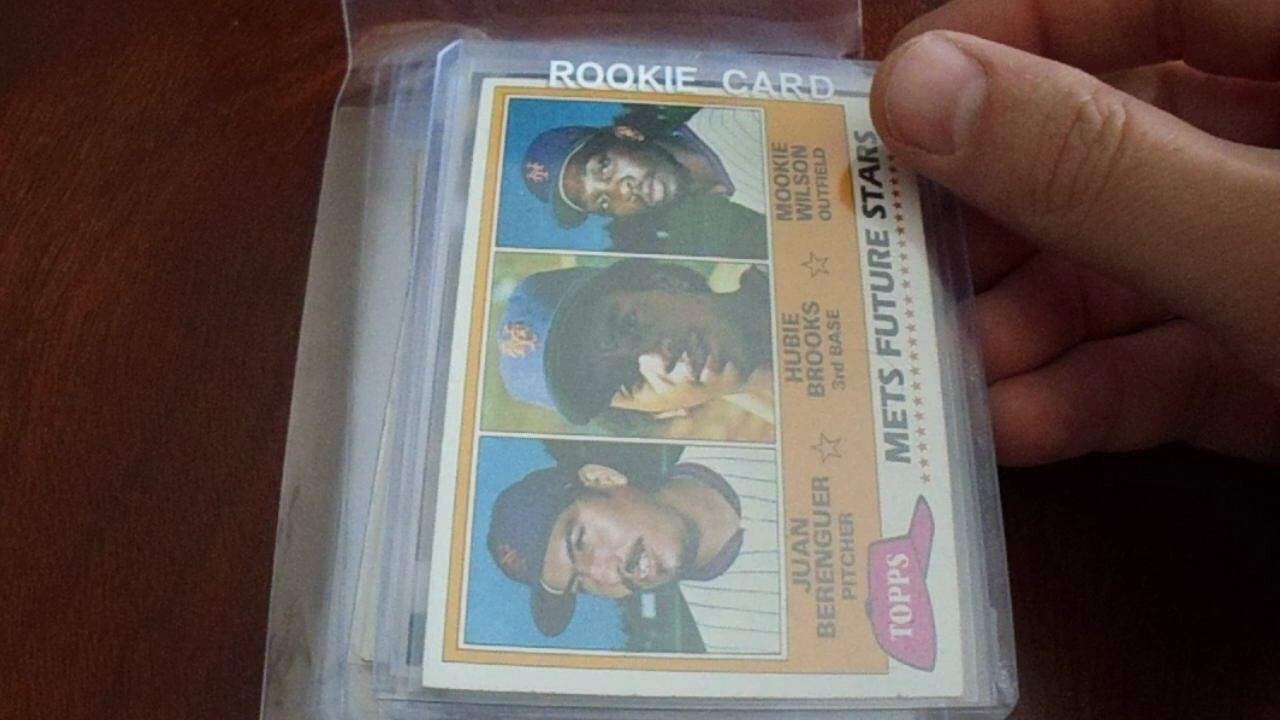 ROOKIE CARD
JUAN
BERENGUER
PITCHER
☆
HUBIE
BROOKS
3rd BASE
☆
MOOKIE
WILSON
OUTFIELD
TOPPS
METS FUTURE STARS